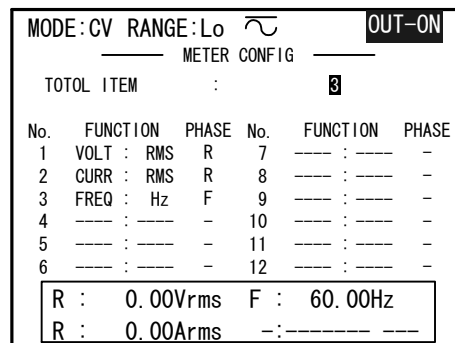 MODE:CV RANGE:Lo OUT-ON
METER CONFIG
TOTOL ITEM : 3
No. FUNCTION PHASE No. FUNCTION PHASE
1 VOLT : RMS R 7 ---- : ---- -
2 CURR : RMS R 8 ---- : ---- -
3 FREQ : Hz F 9 ---- : ---- -
4 ---- : ---- - 10 ---- : ---- -
5 ---- : ---- - 11 ---- : ---- -
6 ---- : ---- - 12 ---- : ---- -
R : 0.00Vrms F : 60.00Hz
R : 0.00Arms -:------- ---